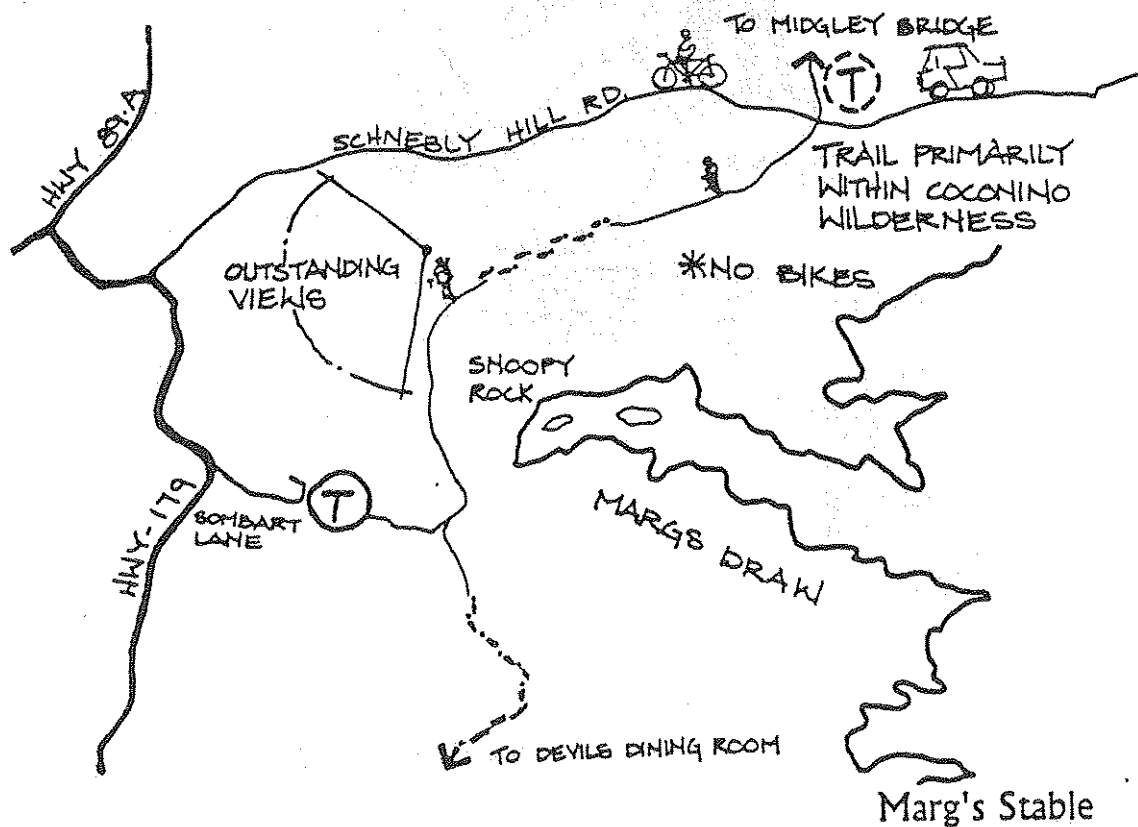 TO MIDGLEY BRIDGE
T
HWY 89-A
SCHNEBLY HILL RD.
TRAIL PRIMARILY
WITHIN COCONINO
WILDERNESS
*NO BIKES
OUTSTANDING
VIEWS
SNOOPY
ROCK
T
BOMBART
LANE
HWY-179
MARGS DRAW
TO DEVILS DINING ROOM
Marg's Stable